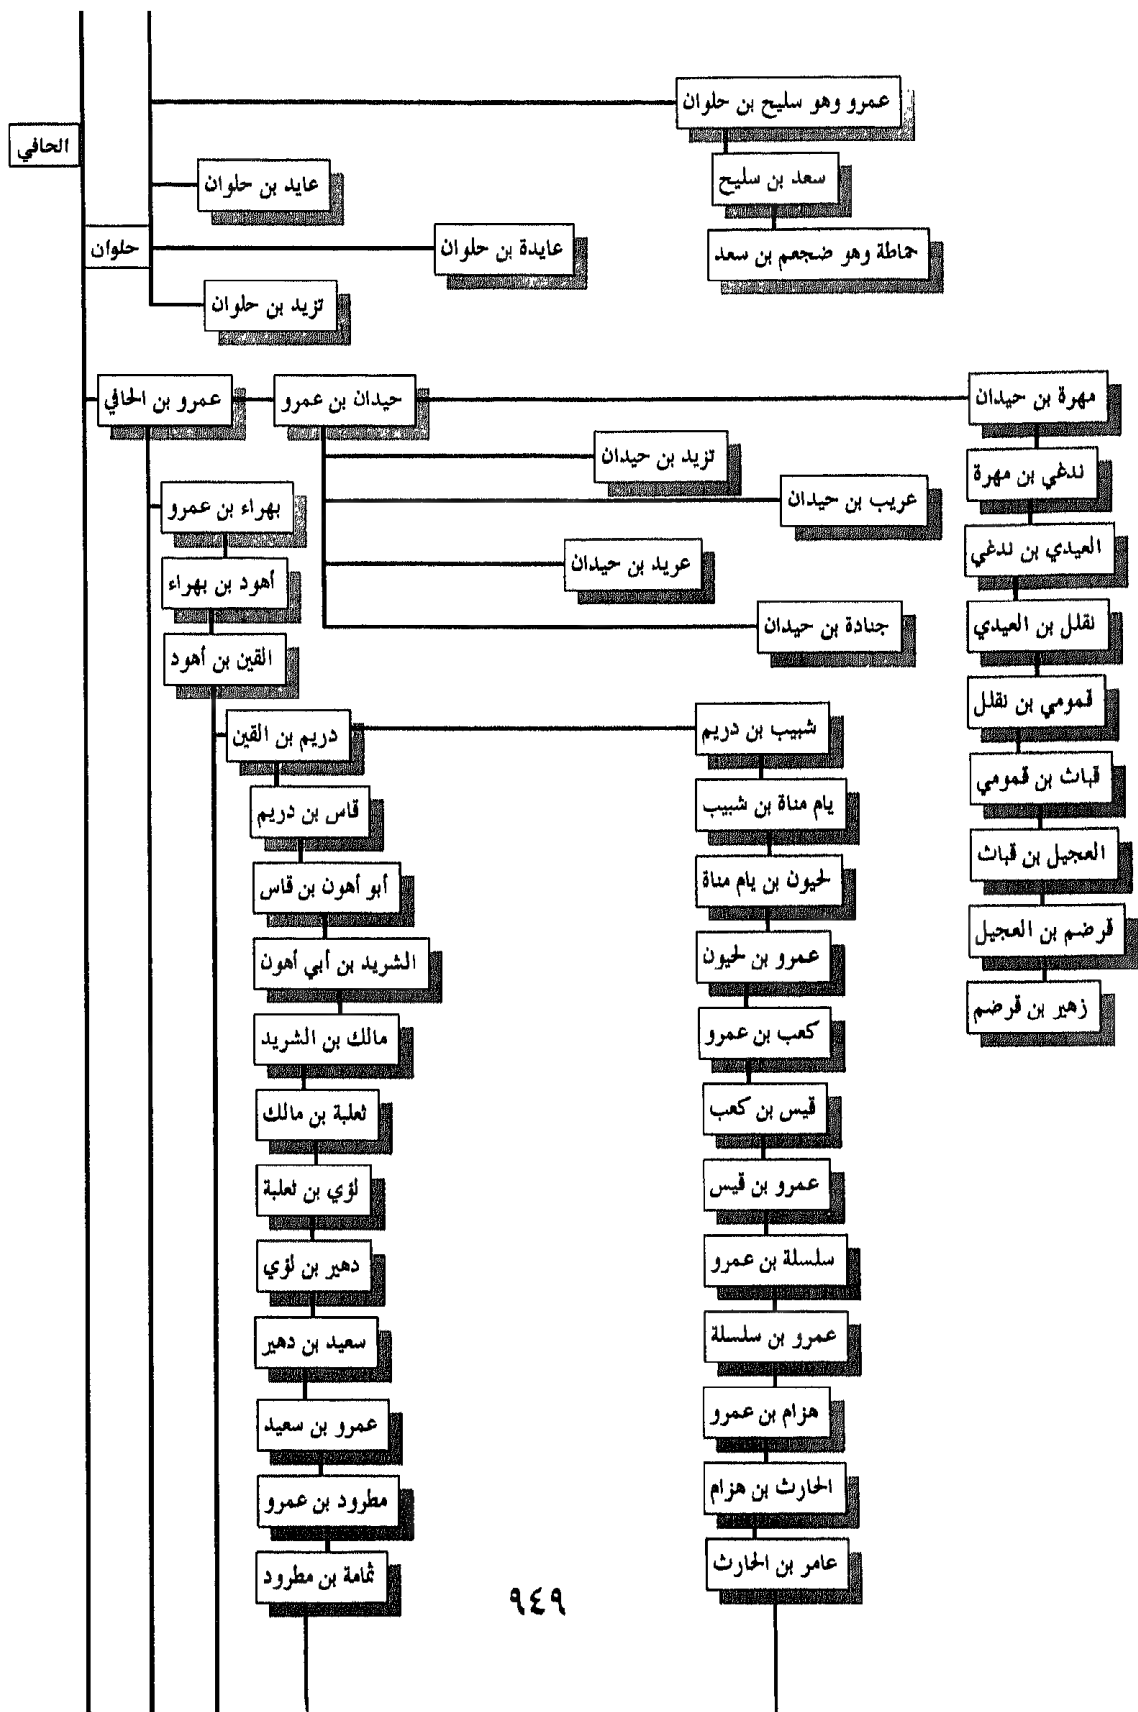 عمرو وهو سليح بن حلوان
الحافي
سعد بن سليح
عايد بن حلوان
حلوان
عايدة بن حلوان
حماطة وهو ضجعم بن سعد
تزيد بن حلوان
عمرو بن الحافي
حيدان بن عمرو
مهرة بن حيدان
تزيد بن حيدان
ندغي بن مهرة
بهراء بن عمرو
عريب بن حيدان
العيدي بن ندغي
أهود بن بهراء
عريد بن حيدان
نقلل بن العيدي
القين بن أهود
جنادة بن حيدان
قمومي بن نقلل
دريم بن القين
شبيب بن دريم
قباث بن قمومي
قاس بن دريم
يام مناة بن شبيب
العجيل بن قباث
أبو أهون بن قاس
لحيون بن يام مناة
قرضم بن العجيل
الشريد بن أبي أهون
عمرو بن لحيون
زهير بن قرضم
مالك بن الشريد
كعب بن عمرو
ثعلبة بن مالك
قيس بن كعب
لؤي بن ثعلبة
عمرو بن قيس
دهير بن لؤي
سلسلة بن عمرو
سعيد بن دهير
عمرو بن سلسلة
عمرو بن سعيد
هزام بن عمرو
مطرود بن عمرو
الحارث بن هزام
ثمامة بن مطرود
عامر بن الحارث
٩٤٩